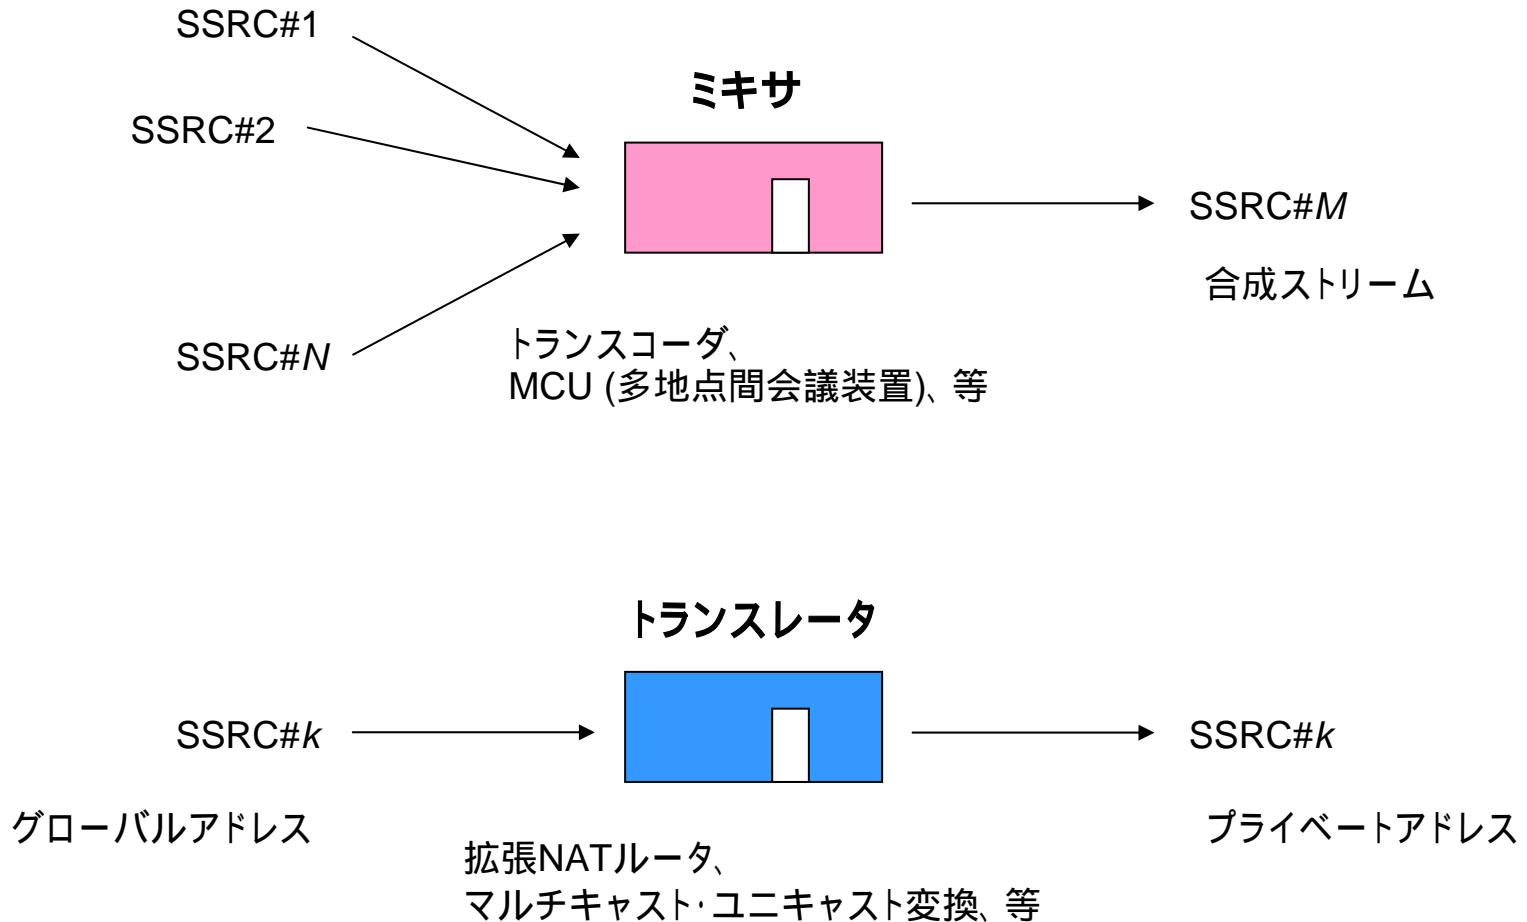 SSRC#1
ミキサ
SSRC#2
SSRC#M
合成ストリーム
SSRC#N
トランスコーダ、
MCU (多地点間会議装置)、等
トランスレータ
SSRC#k
SSRC#k
グローバルアドレス
プライベートアドレス
拡張NATルータ、
マルチキャスト・ユニキャスト変換、等